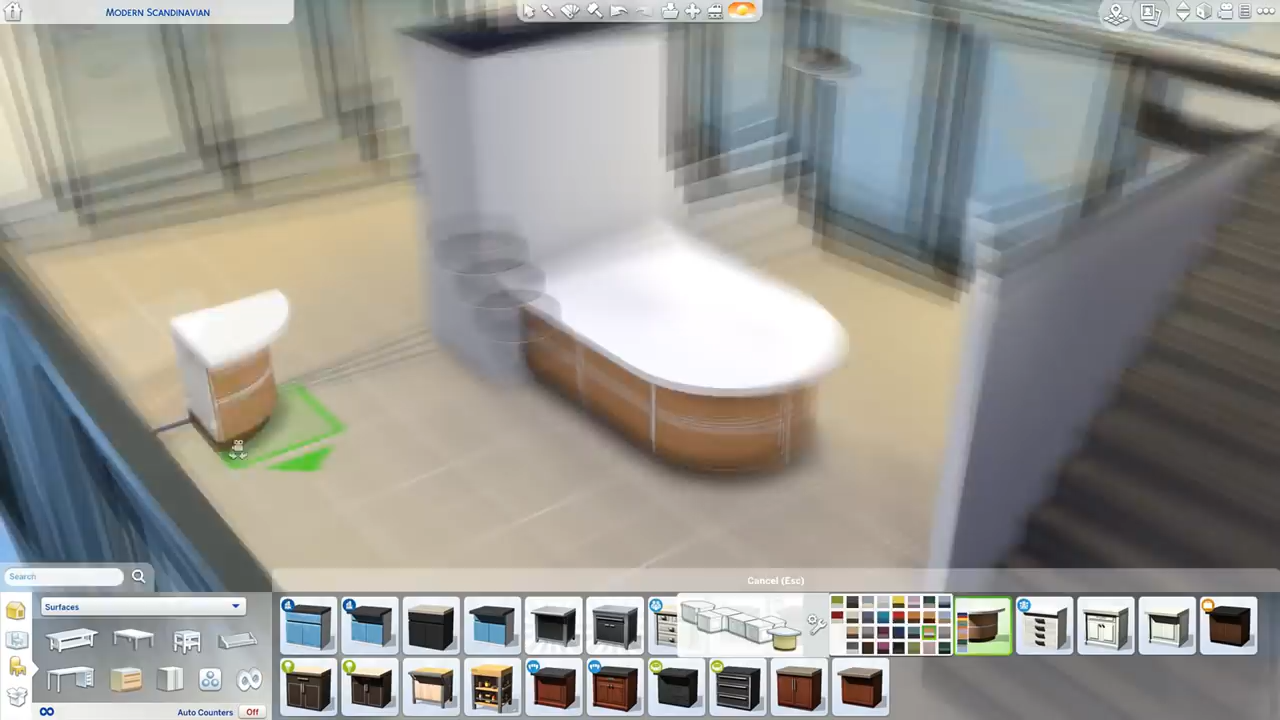 MODERN SCANDINAVIAN
Cancel (Esc)
Search
Surfaces
Auto Counters Off